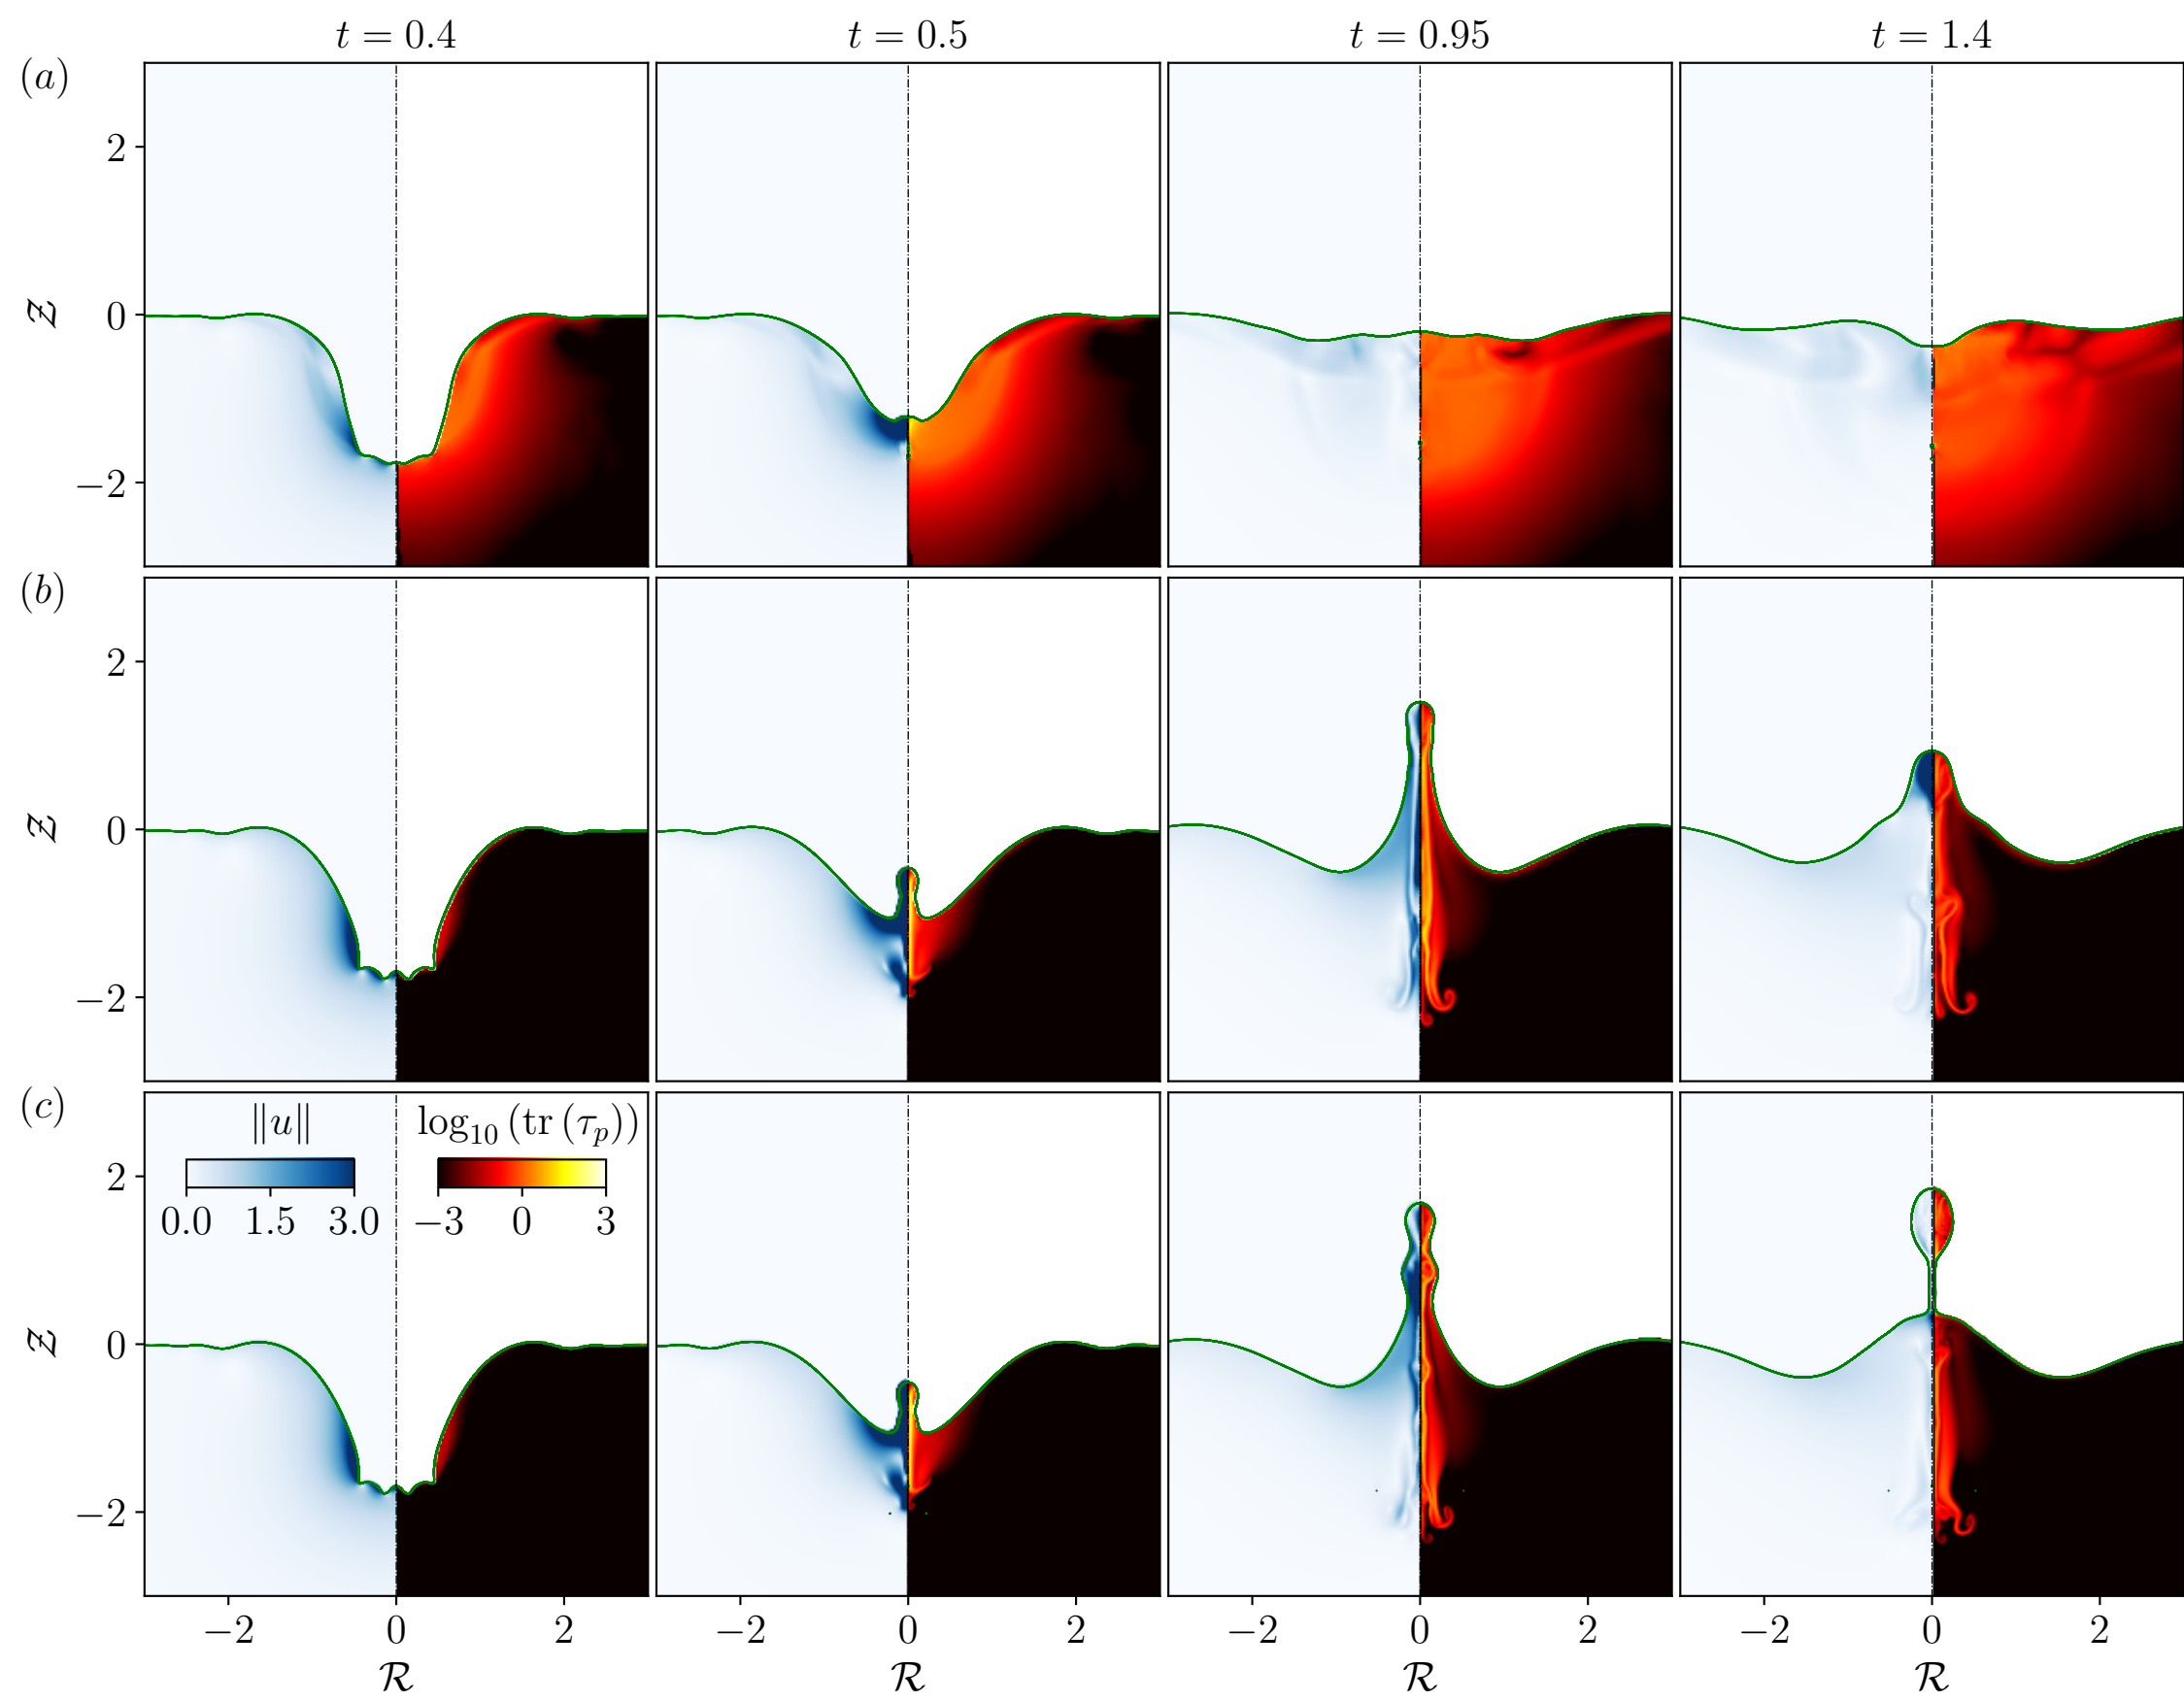 t = 0.4 t = 0.5 t = 0.95 t = 1.4
(a)
2
0
−2
𝒵
(b)
2
0
−2
𝒵
(c)
‖u‖ log₁₀ (tr (τₚ))
0.0 1.5 3.0 −3 0 3
2
0
−2
𝒵
−2 0 2 −2 0 2 −2 0 2 −2 0 2
ℛ ℛ ℛ ℛ